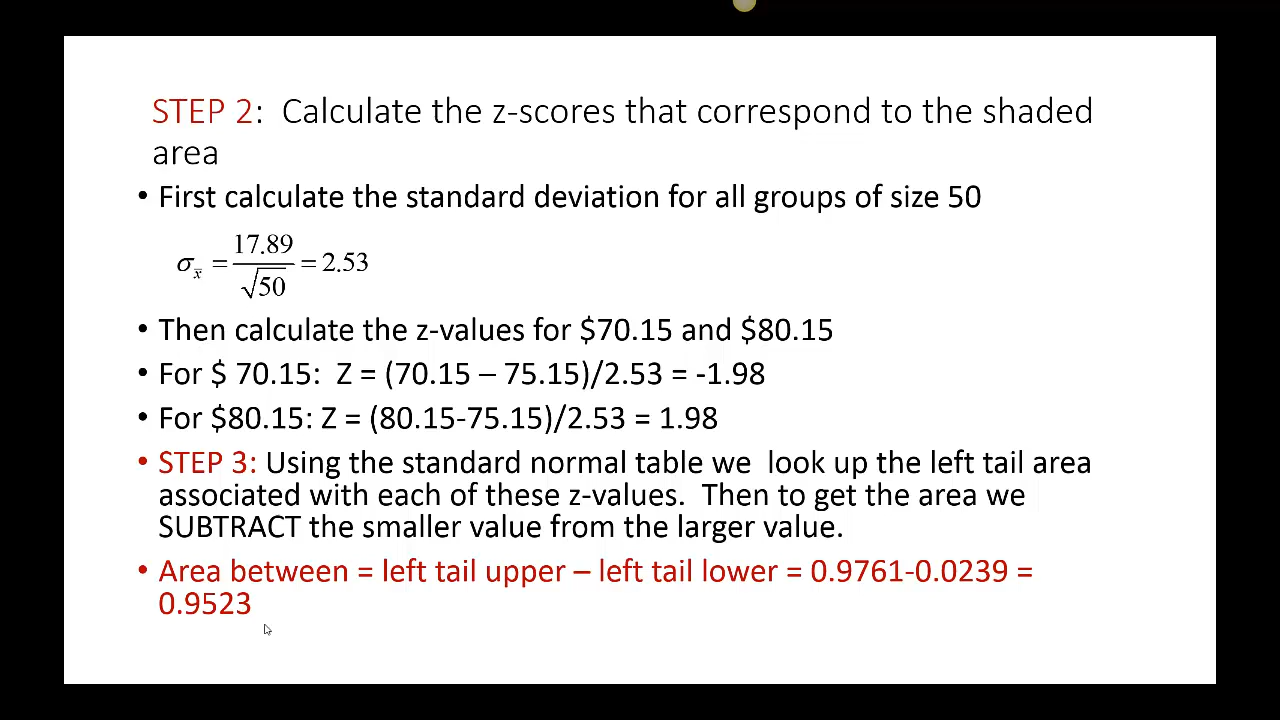 STEP 2:  Calculate the z-scores that correspond to the shaded
area
• First calculate the standard deviation for all groups of size 50
σx̅ = 17.89/√50 = 2.53
• Then calculate the z-values for $70.15 and $80.15
• For $ 70.15:  Z = (70.15 – 75.15)/2.53 = -1.98
• For $80.15: Z = (80.15-75.15)/2.53 = 1.98
• STEP 3: Using the standard normal table we  look up the left tail area
associated with each of these z-values.  Then to get the area we
SUBTRACT the smaller value from the larger value.
• Area between = left tail upper – left tail lower = 0.9761-0.0239 =
0.9523